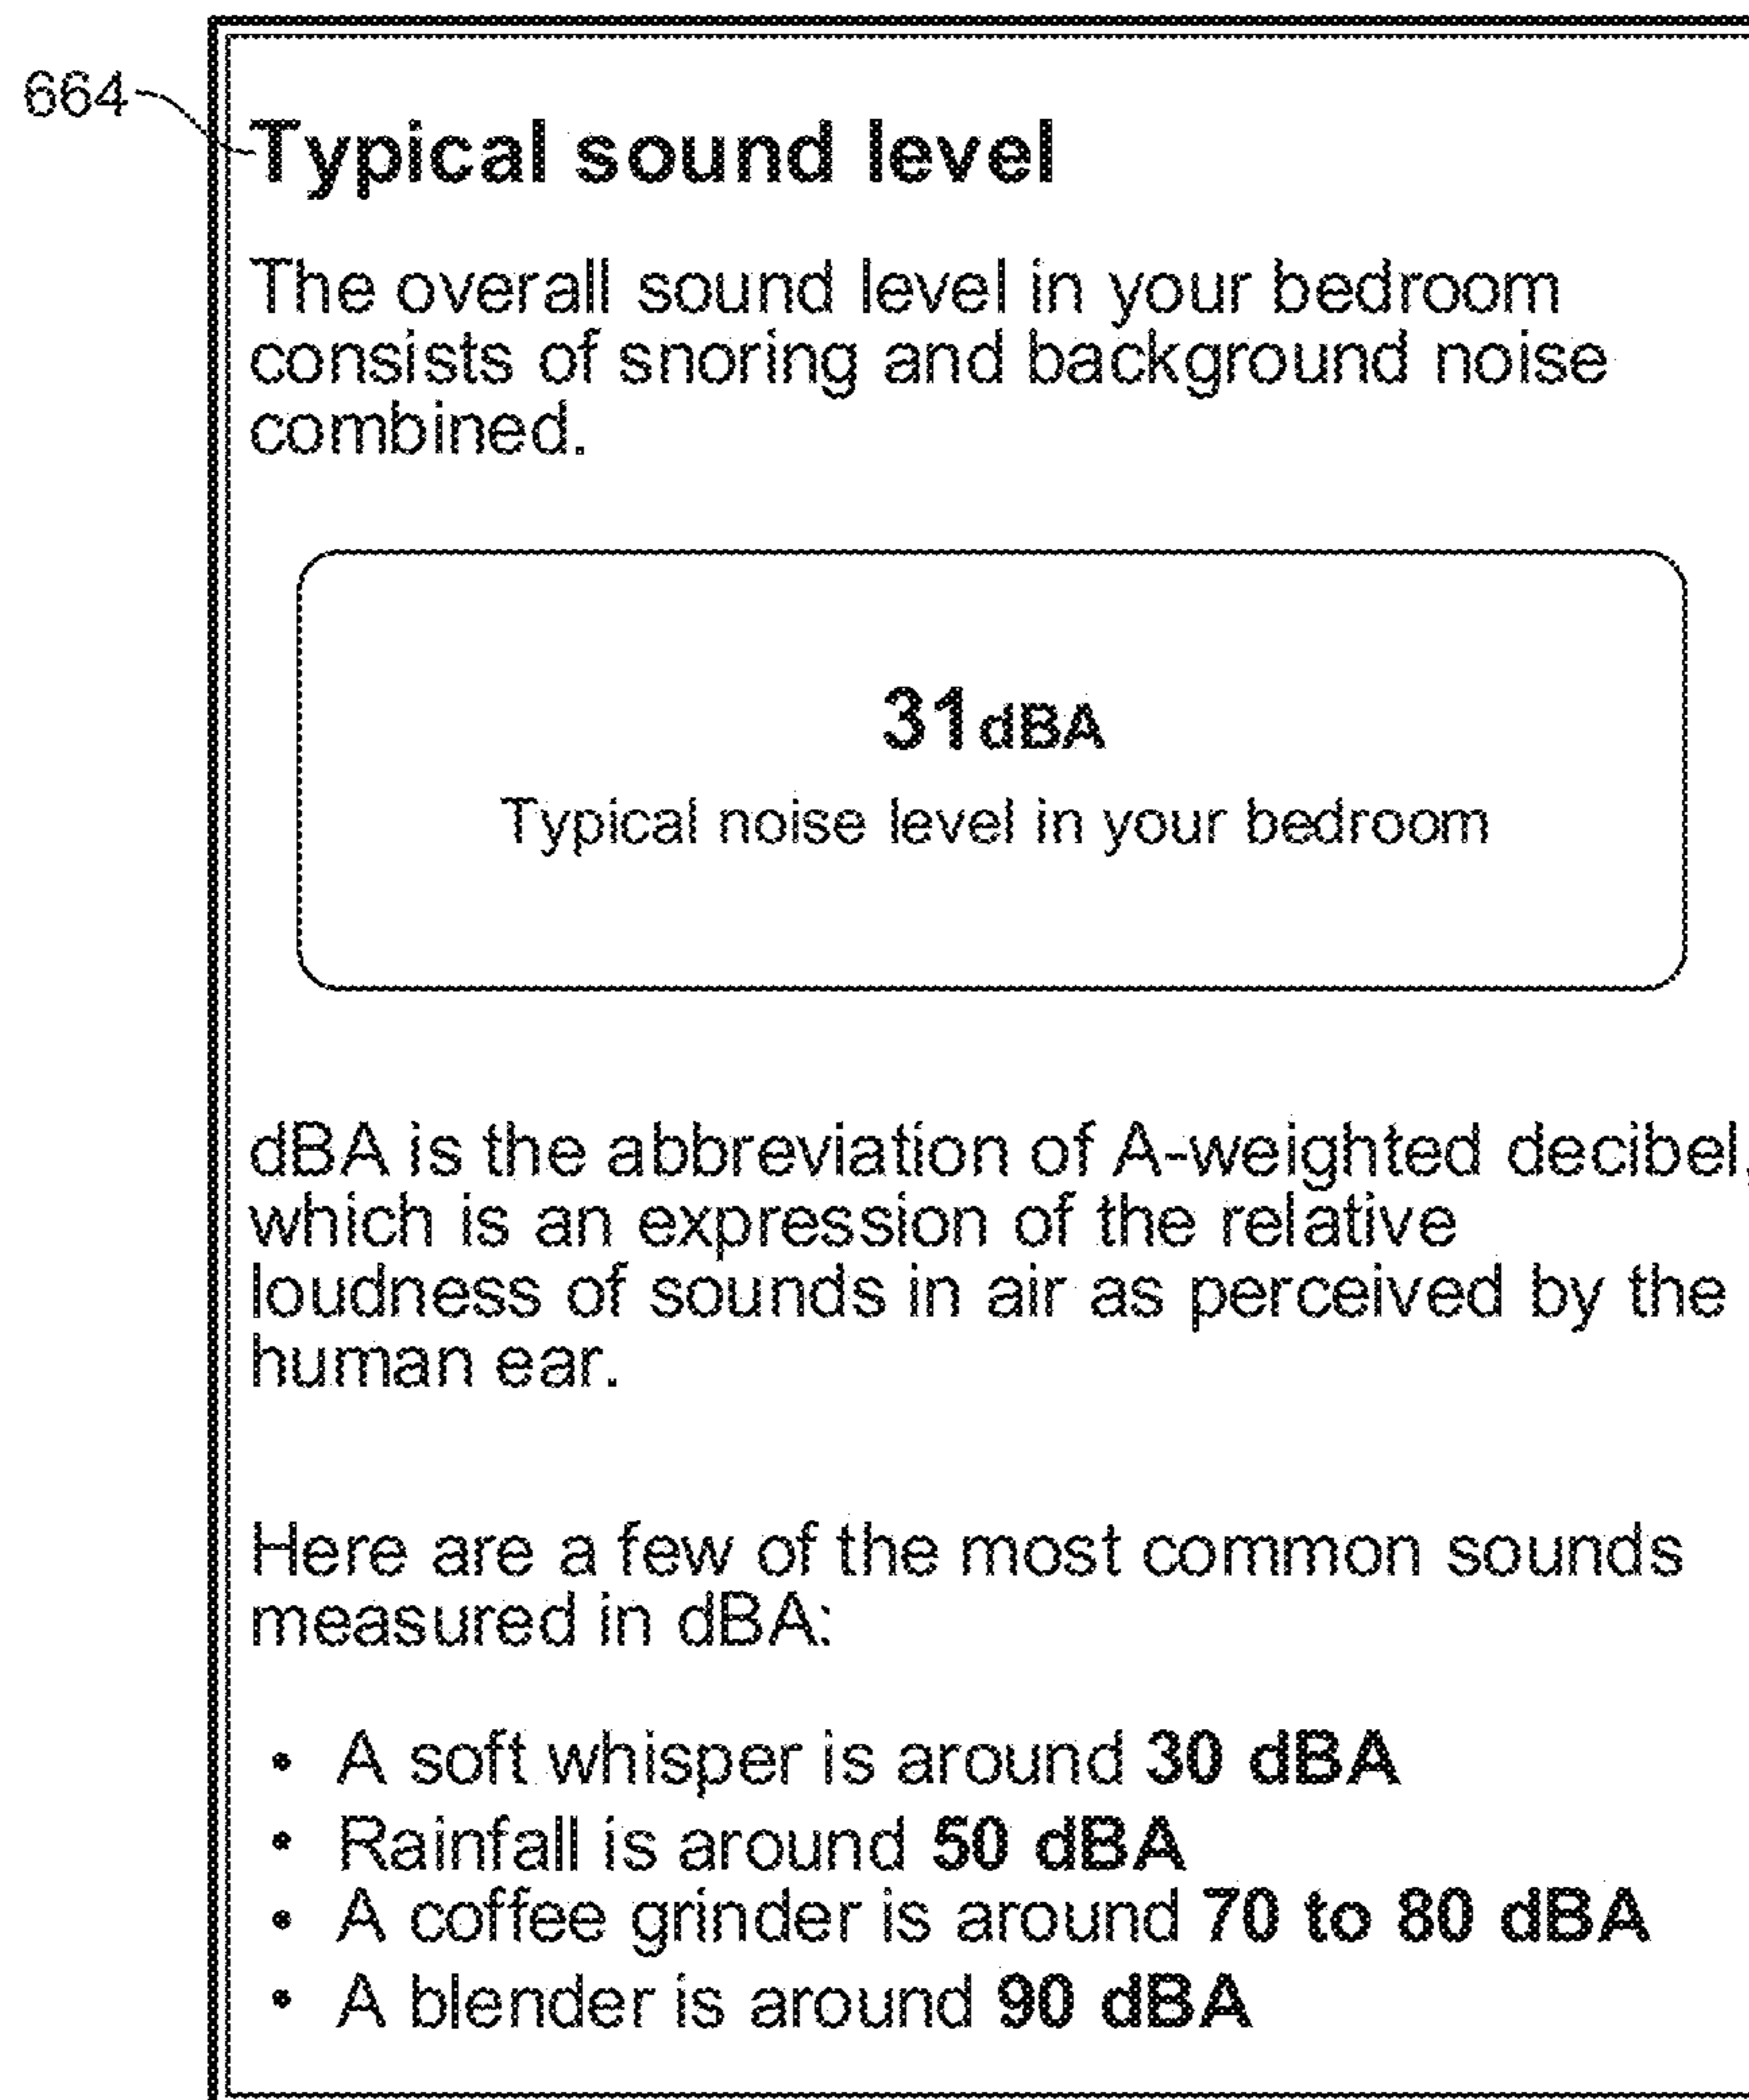 664
Typical sound level
The overall sound level in your bedroom
consists of snoring and background noise
combined.
31 dBA
Typical noise level in your bedroom
dBA is the abbreviation of A-weighted decibel,
which is an expression of the relative
loudness of sounds in air as perceived by the
human ear.
Here are a few of the most common sounds
measured in dBA:
• A soft whisper is around 30 dBA
• Rainfall is around 50 dBA
• A coffee grinder is around 70 to 80 dBA
• A blender is around 90 dBA